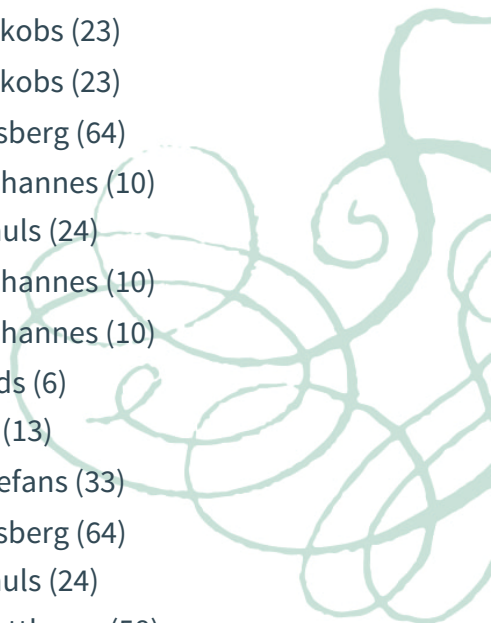 kobs (23)
kobs (23)
sberg (64)
hannes (10)
uls (24)
hannes (10)
hannes (10)
ds (6)
(13)
efans (33)
sberg (64)
uls (24)